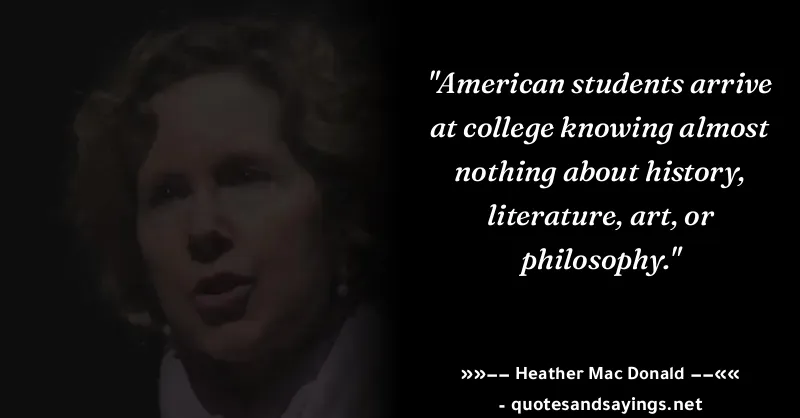 "American students arrive
at college knowing almost
nothing about history,
literature, art, or
philosophy."
»»−− Heather Mac Donald −−««
- quotesandsayings.net